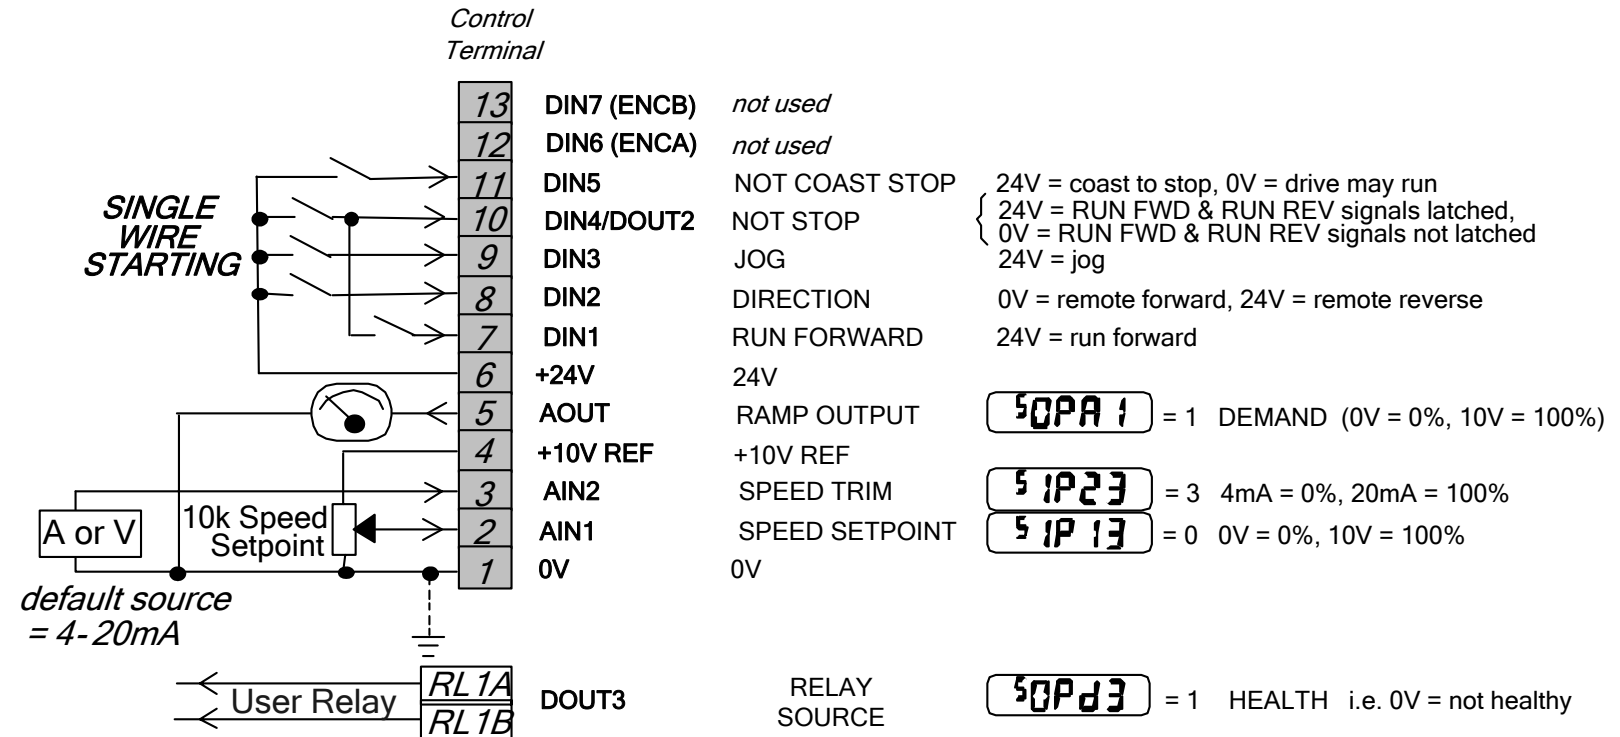 Control
Terminal
13 DIN7 (ENCB) not used
12 DIN6 (ENCA) not used
11 DIN5 NOT COAST STOP 24V = coast to stop, 0V = drive may run
10 DIN4/DOUT2 NOT STOP 24V = RUN FWD & RUN REV signals latched,
0V = RUN FWD & RUN REV signals not latched
SINGLE
WIRE
STARTING
9 DIN3 JOG 24V = jog
8 DIN2 DIRECTION 0V = remote forward, 24V = remote reverse
7 DIN1 RUN FORWARD 24V = run forward
6 +24V 24V
5 AOUT RAMP OUTPUT SOPA1 = 1 DEMAND (0V = 0%, 10V = 100%)
4 +10V REF +10V REF
3 AIN2 SPEED TRIM SIP23 = 3 4mA = 0%, 20mA = 100%
A or V
10k Speed
Setpoint
2 AIN1 SPEED SETPOINT SIP13 = 0 0V = 0%, 10V = 100%
1 0V 0V
default source
= 4-20mA
User Relay
RL1A
RL1B
DOUT3
RELAY
SOURCE
SOPd3 = 1 HEALTH i.e. 0V = not healthy